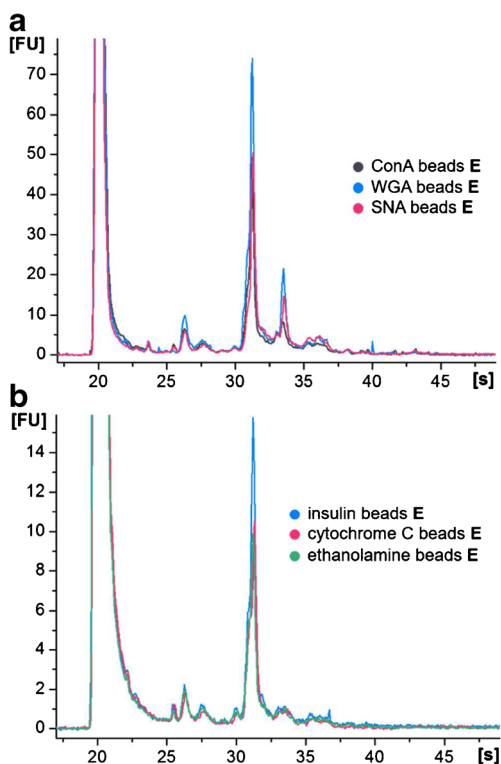 a
[FU]
70
60
50
40
30
20
10
0
ConA beads E
WGA beads E
SNA beads E
20 25 30 35 40 45 [s]
b
[FU]
14
12
10
8
6
4
2
0
insulin beads E
cytochrome C beads E
ethanolamine beads E
20 25 30 35 40 45 [s]